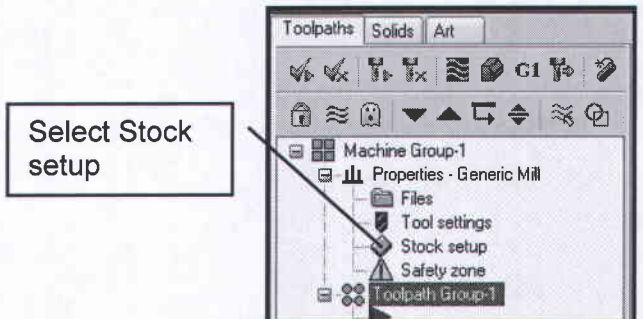 Toolpaths Solids Art
G1
Select Stock
setup
Machine Group-1
Properties - Generic Mill
Files
Tool settings
Stock setup
Safety zone
Toolpath Group-1